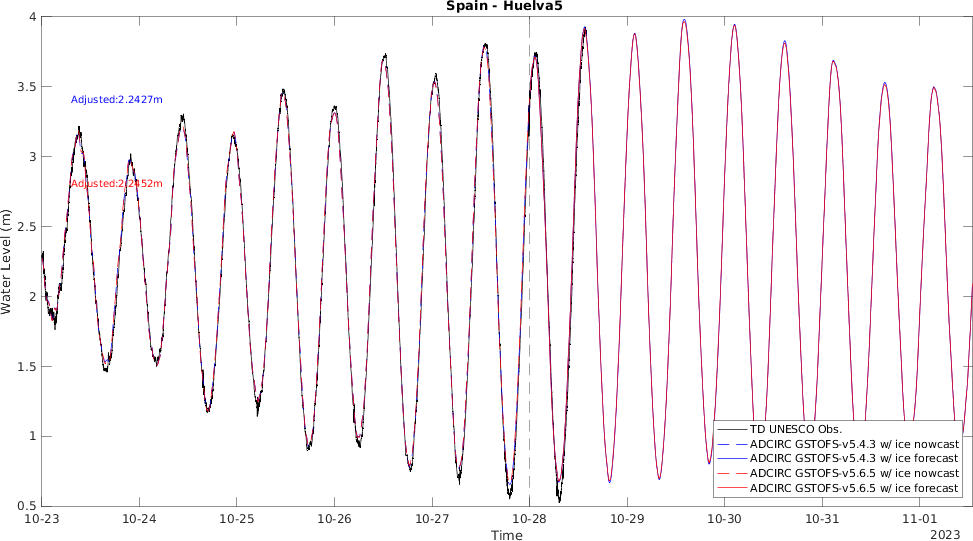 Spain - Huelva5
4
3.5
3
2.5
2
1.5
1
0.5
Water Level (m)
Adjusted:2.2427m
Adjusted:2.2452m
TD UNESCO Obs.
ADCIRC GSTOFS-v5.4.3 w/ ice nowcast
ADCIRC GSTOFS-v5.4.3 w/ ice forecast
ADCIRC GSTOFS-v5.6.5 w/ ice nowcast
ADCIRC GSTOFS-v5.6.5 w/ ice forecast
10-23 10-24 10-25 10-26 10-27 10-28 10-29 10-30 10-31 11-01
Time
2023